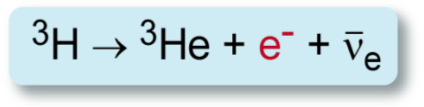 ³H → ³He + e⁻ + ν̅ₑ